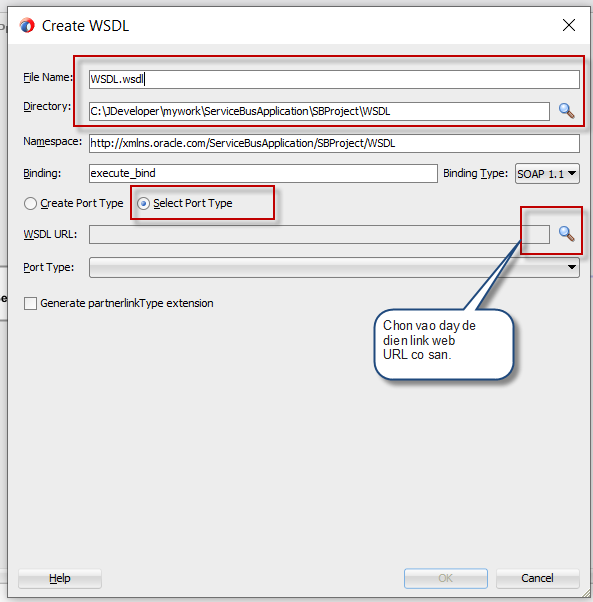 Create WSDL
File Name: WSDL.wsdl
Directory: C:\JDeveloper\mywork\ServiceBusApplication\SBProject\WSDL
Namespace: http://xmlns.oracle.com/ServiceBusApplication/SBProject/WSDL
Binding: execute_bind Binding Type: SOAP 1.1
Create Port Type Select Port Type
WSDL URL:
Port Type:
Generate partnerlinkType extension
Chon vao day de
dien link web
URL co san.
Help OK Cancel